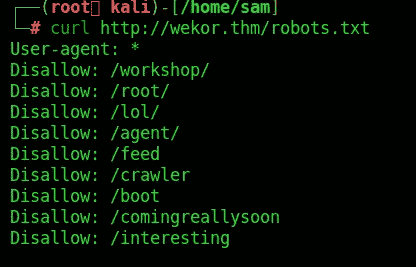 ┌──(root kali)-[/home/sam]
└─# curl http://wekor.thm/robots.txt
User-agent: *
Disallow: /workshop/
Disallow: /root/
Disallow: /lol/
Disallow: /agent/
Disallow: /feed
Disallow: /crawler
Disallow: /boot
Disallow: /comingreallysoon
Disallow: /interesting